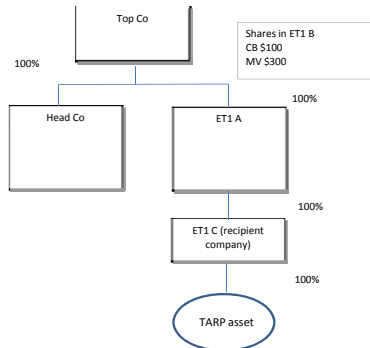 Top Co
Shares in ET1 B
CB $100
MV $300
100%
100%
Head Co
ET1 A
100%
ET1 C (recipient
company)
100%
TARP asset